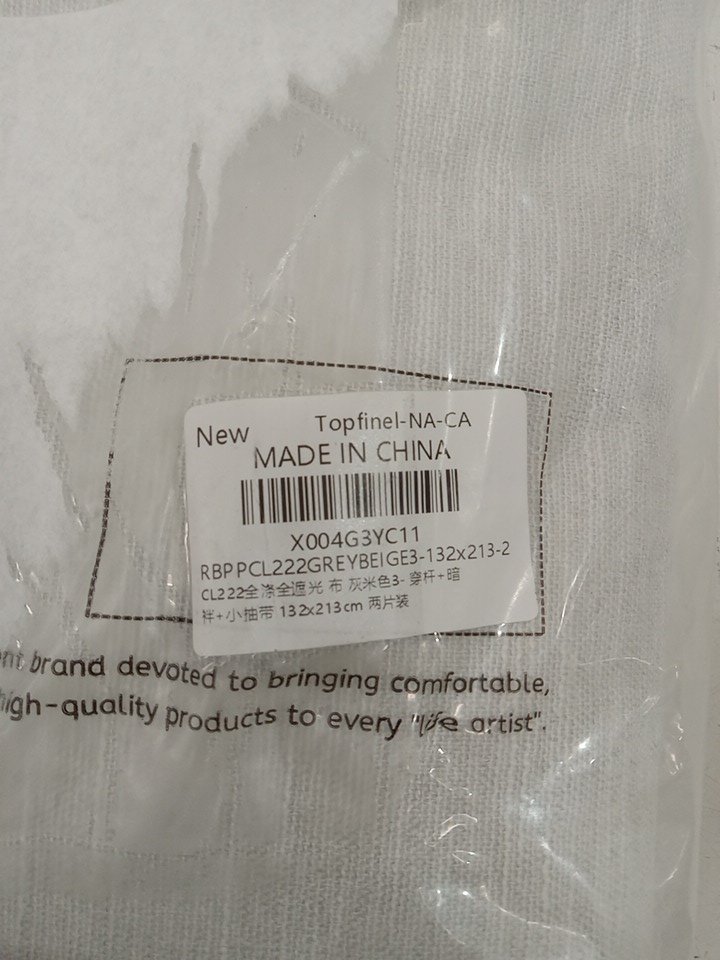 New
Topfinel-NA-CA
MADE IN CHINA
X004G3YC11
RBPPCL222GREYBEIGE3-132x213-2
CL222全涤全遮光 布 灰米色3- 穿杆+暗
袢+小抽带 132x213cm 两片装
brand devoted to bringing comfortable,
high-quality products to every "life artist".